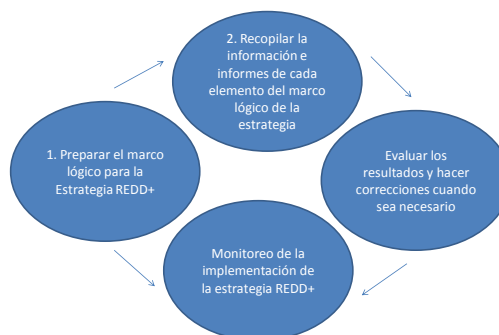 2. Recopilar la
información e
informes de cada
elemento del marco
lógico de la
estrategia
1. Preparar el marco
lógico para la
Estrategia REDD+
Evaluar los
resultados y hacer
correcciones cuando
sea necesario
Monitoreo de la
implementación de
la estrategia REDD+